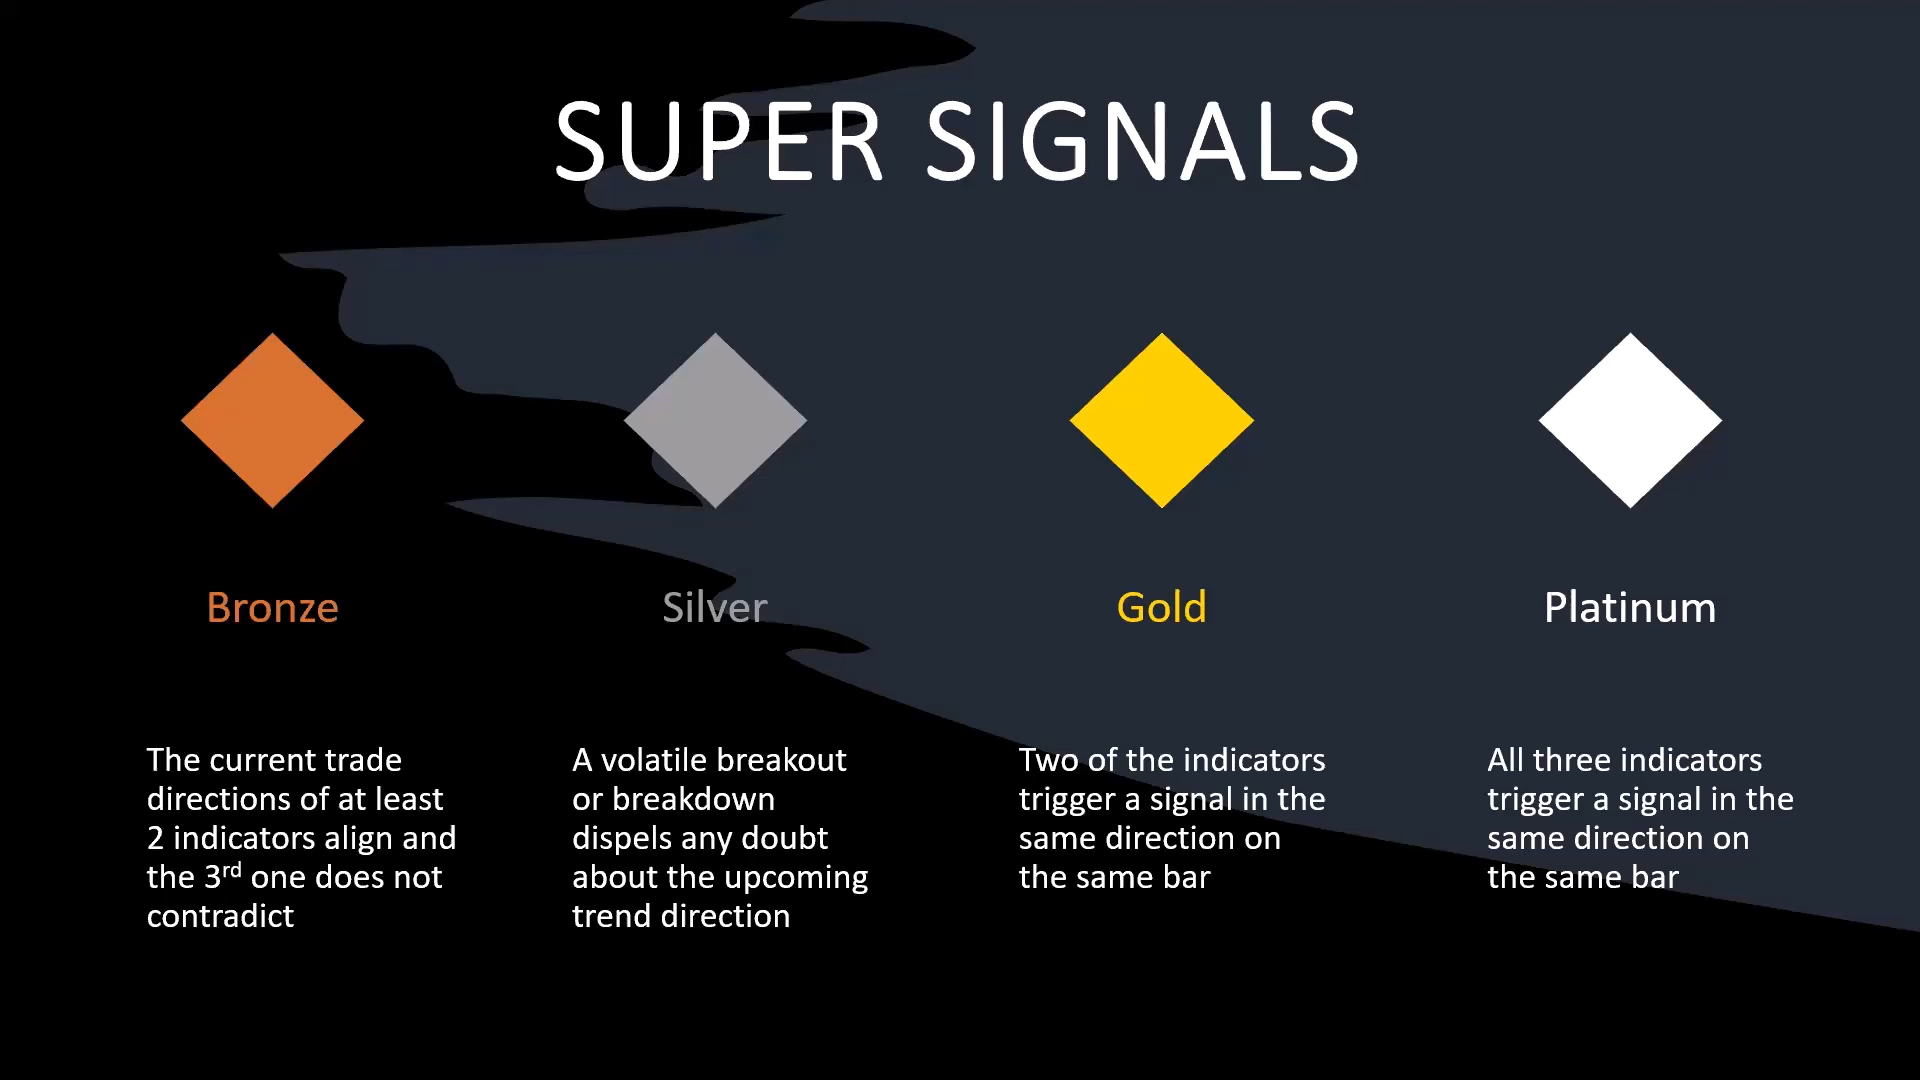 SUPER SIGNALS
Bronze
Silver
Gold
Platinum
The current trade
directions of at least
2 indicators align and
the 3rd one does not
contradict
A volatile breakout
or breakdown
dispels any doubt
about the upcoming
trend direction
Two of the indicators
trigger a signal in the
same direction on
the same bar
All three indicators
trigger a signal in the
same direction on
the same bar